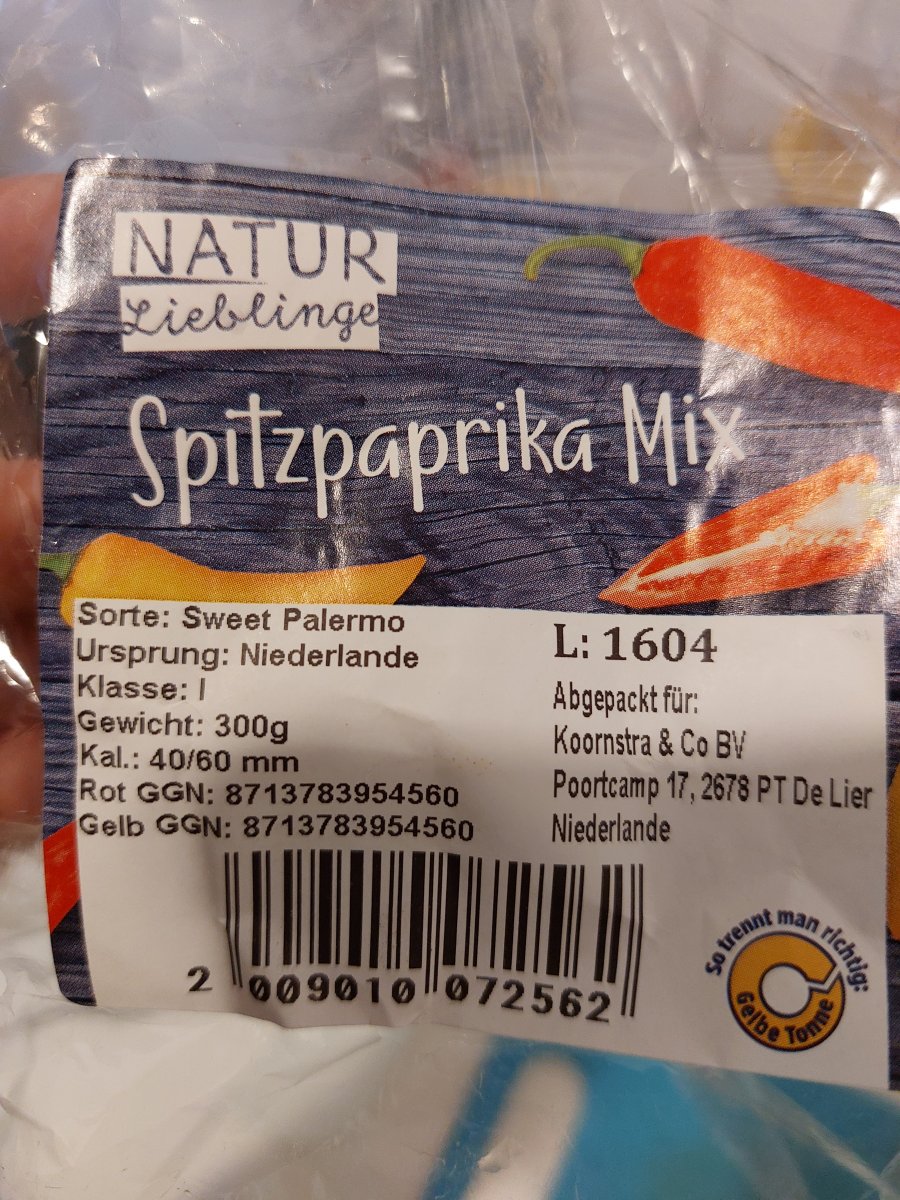 NATUR
Lieblinge
Spitzpaprika Mix
Sorte: Sweet Palermo
Ursprung: Niederlande
Klasse: I
Gewicht: 300g
Kal.: 40/60 mm
Rot GGN: 8713783954560
Gelb GGN: 8713783954560
L: 1604
Abgepackt für:
Koornstra & Co BV
Poortcamp 17, 2678 PT De Lier
Niederlande
2 009010 072562
So trennt man richtig:
Gelbe Tonne